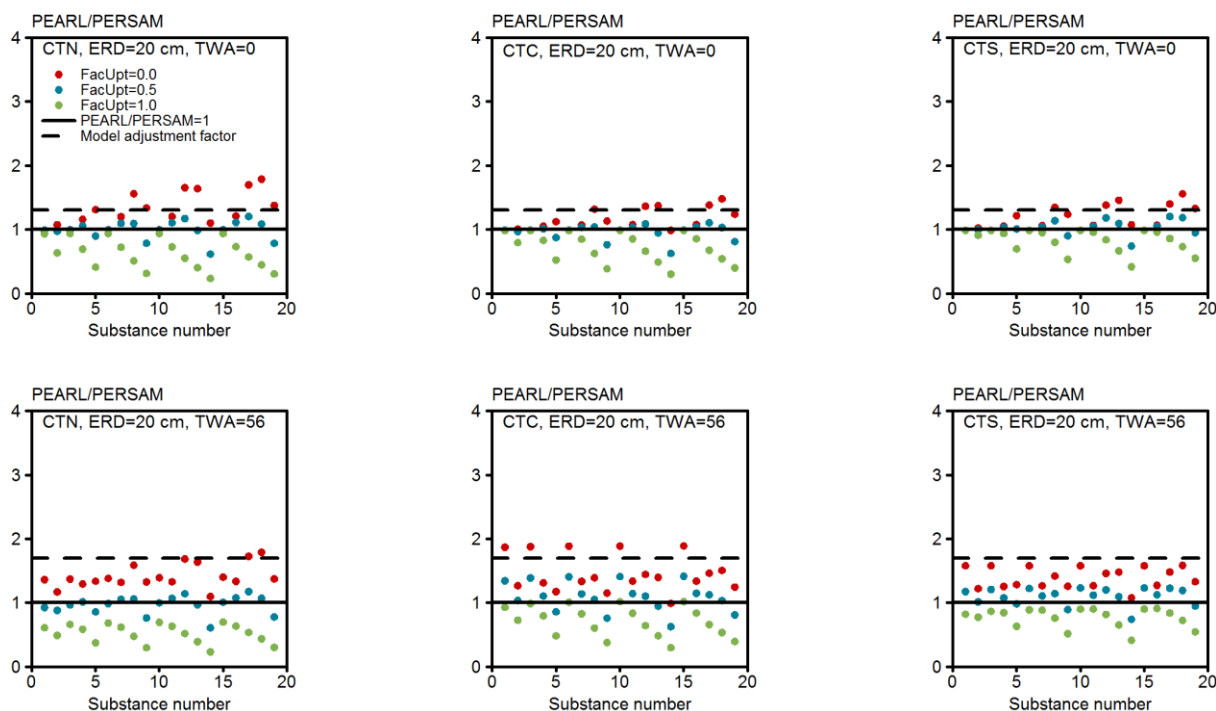 PEARL/PERSAM
CTN, ERD=20 cm, TWA=0
FacUpt=0.0
FacUpt=0.5
FacUpt=1.0
PEARL/PERSAM=1
Model adjustment factor
4
3
2
1
0
0 5 10 15 20
Substance number
PEARL/PERSAM
CTC, ERD=20 cm, TWA=0
4
3
2
1
0
0 5 10 15 20
Substance number
PEARL/PERSAM
CTS, ERD=20 cm, TWA=0
4
3
2
1
0
0 5 10 15 20
Substance number
PEARL/PERSAM
CTN, ERD=20 cm, TWA=56
4
3
2
1
0
0 5 10 15 20
Substance number
PEARL/PERSAM
CTC, ERD=20 cm, TWA=56
4
3
2
1
0
0 5 10 15 20
Substance number
PEARL/PERSAM
CTS, ERD=20 cm, TWA=56
4
3
2
1
0
0 5 10 15 20
Substance number